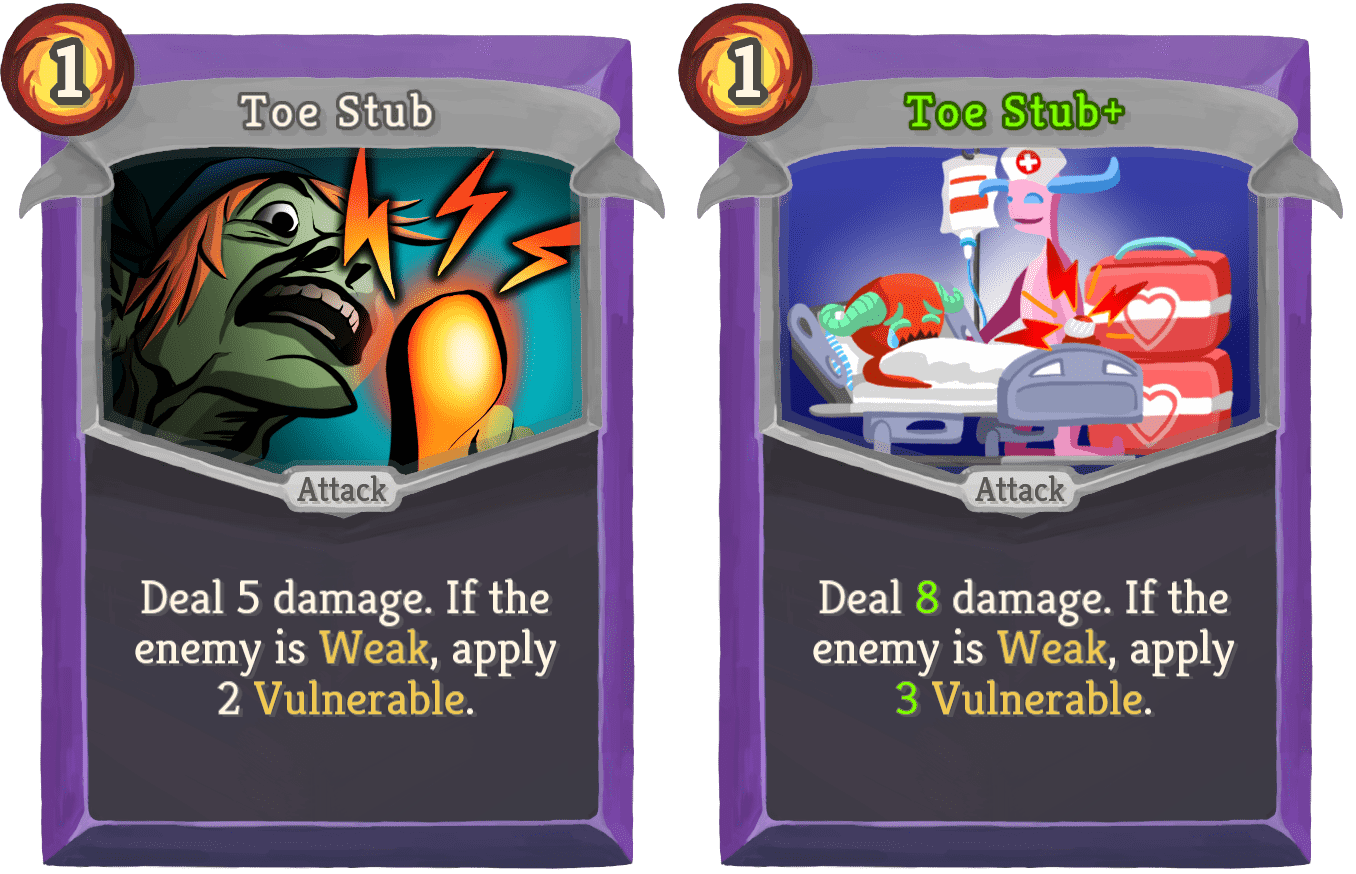 1
Toe Stub
Attack
Deal 5 damage. If the
enemy is Weak, apply
2 Vulnerable.
1
Toe Stub+
Attack
Deal 8 damage. If the
enemy is Weak, apply
3 Vulnerable.